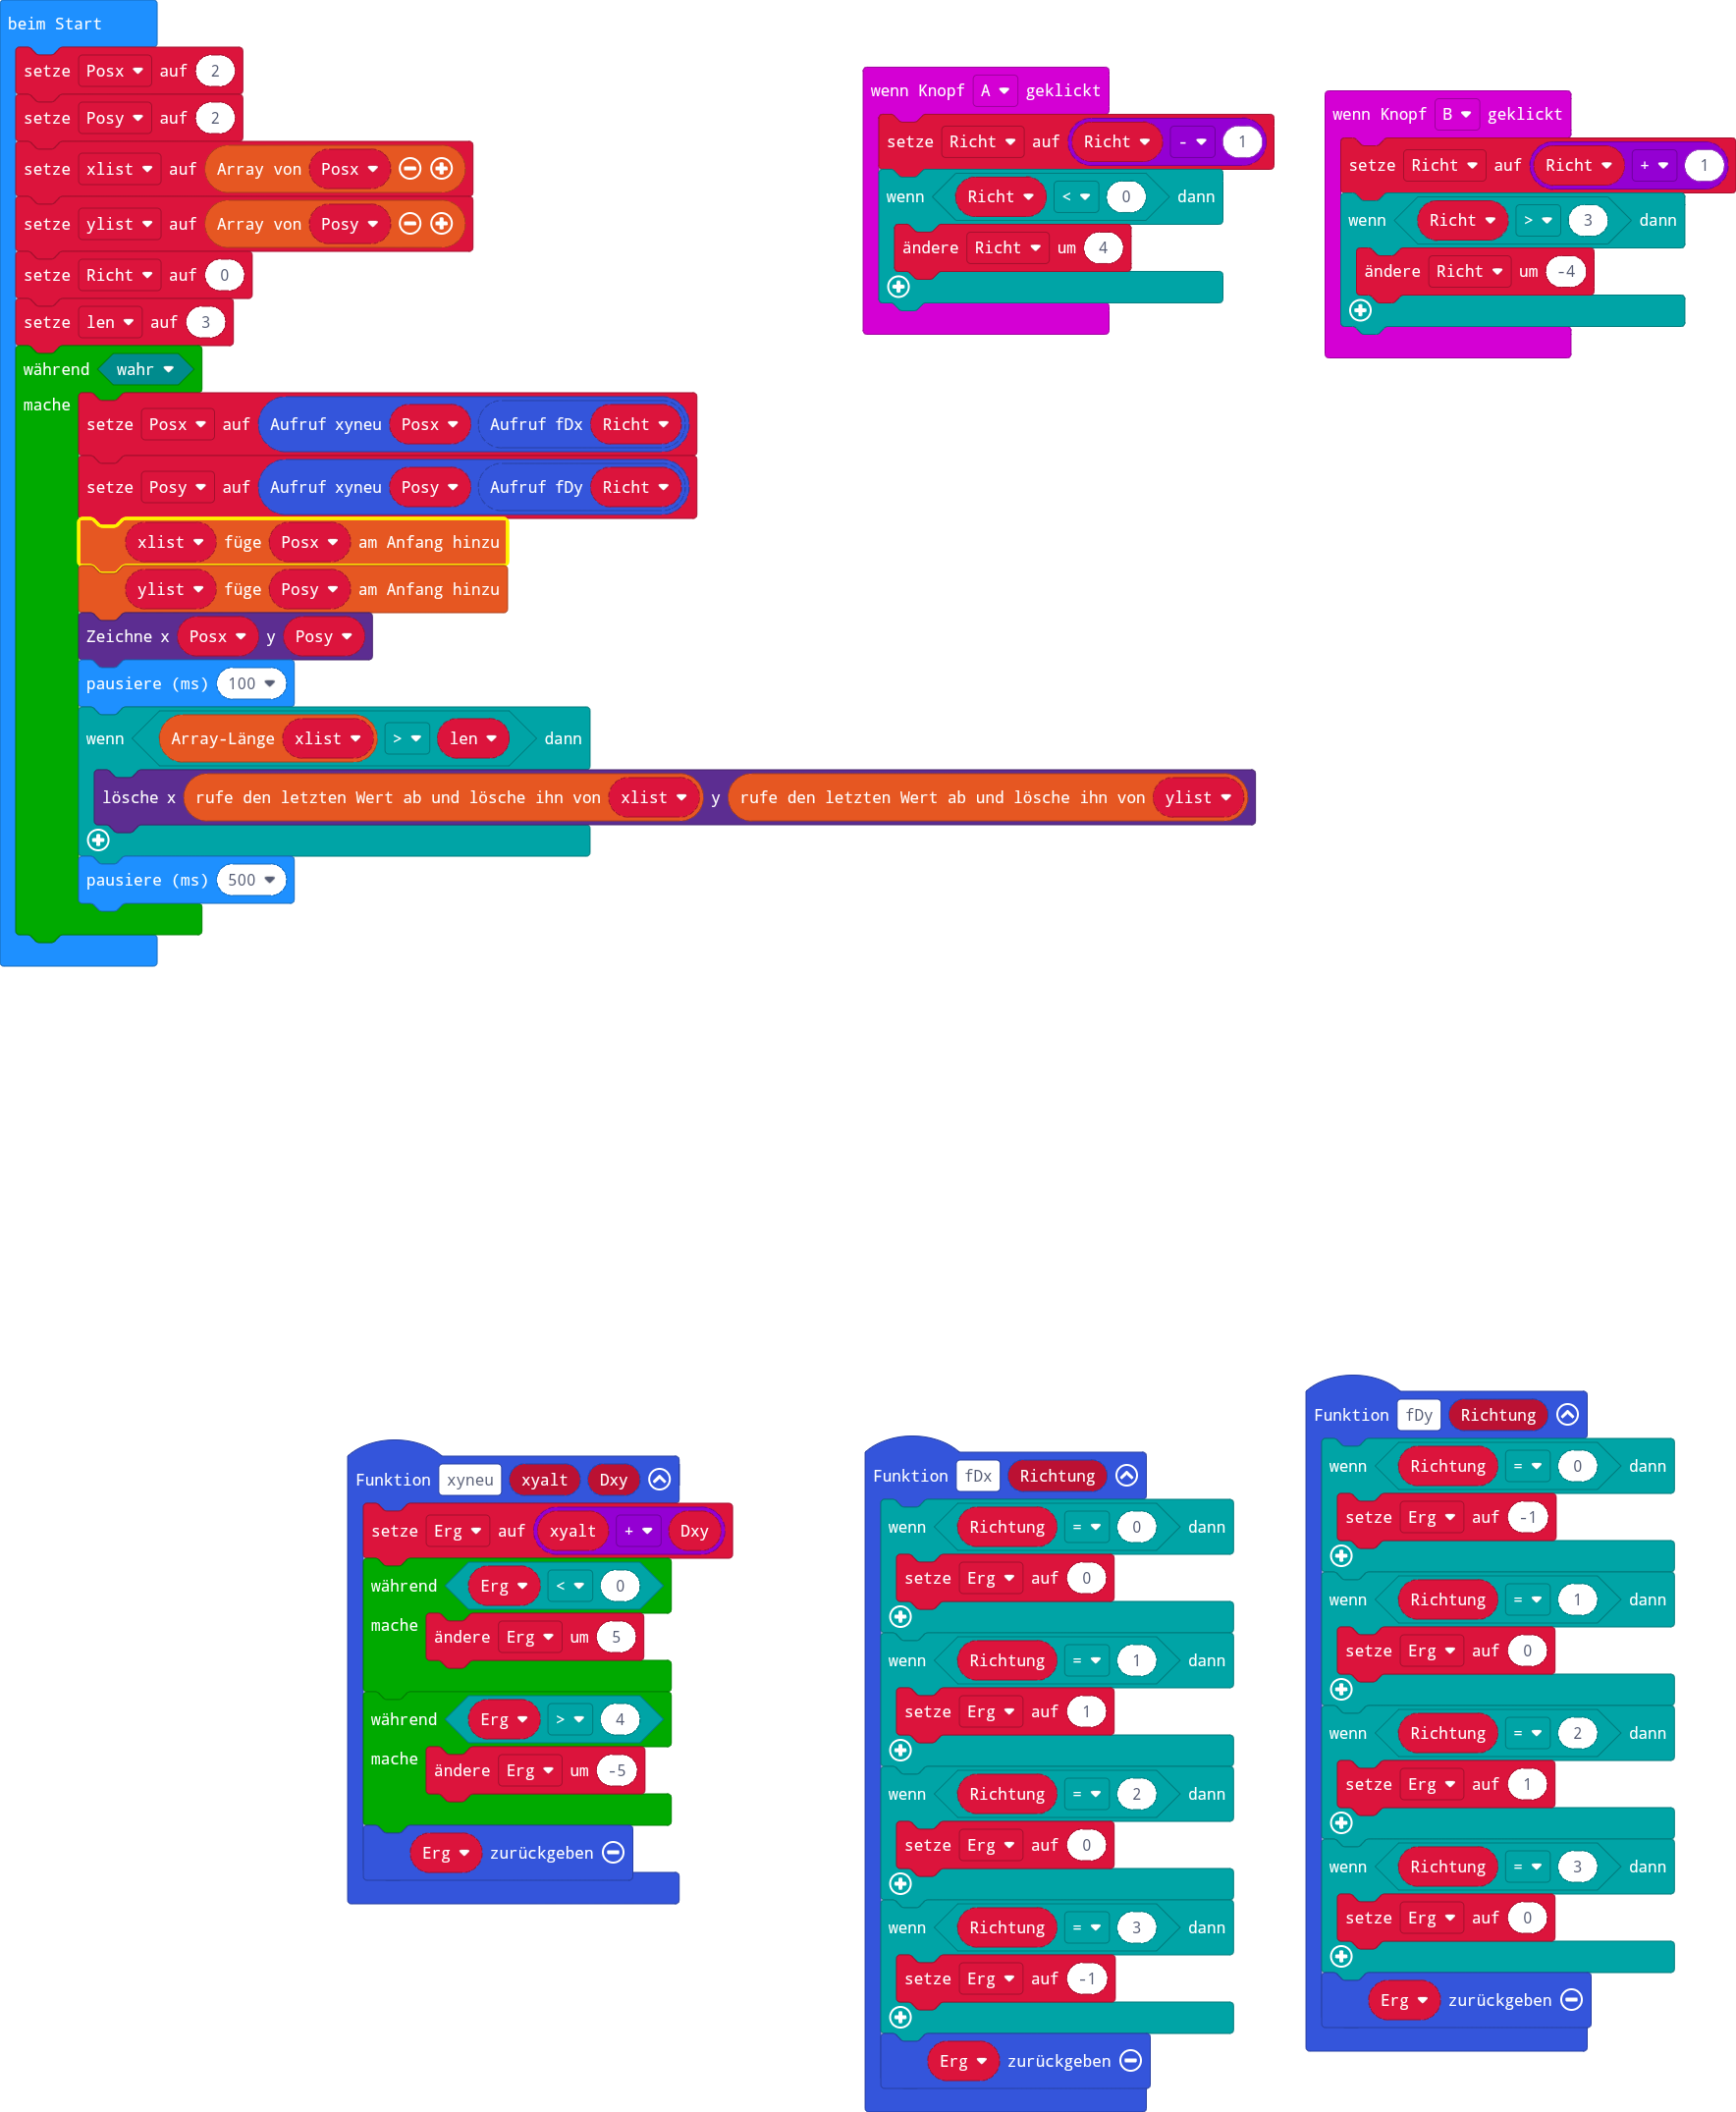 beim Start
setze Posx auf 2
setze Posy auf 2
setze xlist auf Array von Posx
setze ylist auf Array von Posy
setze Richt auf 0
setze len auf 3
während wahr
mache
setze Posx auf Aufruf xyneu Posx Aufruf fDx Richt
setze Posy auf Aufruf xyneu Posy Aufruf fDy Richt
xlist füge Posx am Anfang hinzu
ylist füge Posy am Anfang hinzu
Zeichne x Posx y Posy
pausiere (ms) 100
wenn Array-Länge xlist > len dann
lösche x rufe den letzten Wert ab und lösche ihn von xlist y rufe den letzten Wert ab und lösche ihn von ylist
pausiere (ms) 500
wenn Knopf A geklickt
setze Richt auf Richt - 1
wenn Richt < 0 dann
ändere Richt um 4
wenn Knopf B geklickt
setze Richt auf Richt + 1
wenn Richt > 3 dann
ändere Richt um -4
Funktion xyneu xyalt Dxy
setze Erg auf xyalt + Dxy
während Erg < 0
mache ändere Erg um 5
während Erg > 4
mache ändere Erg um -5
Erg zurückgeben
Funktion fDx Richtung
wenn Richtung = 0 dann
setze Erg auf 0
wenn Richtung = 1 dann
setze Erg auf 1
wenn Richtung = 2 dann
setze Erg auf 0
wenn Richtung = 3 dann
setze Erg auf -1
Erg zurückgeben
Funktion fDy Richtung
wenn Richtung = 0 dann
setze Erg auf -1
wenn Richtung = 1 dann
setze Erg auf 0
wenn Richtung = 2 dann
setze Erg auf 1
wenn Richtung = 3 dann
setze Erg auf 0
Erg zurückgeben